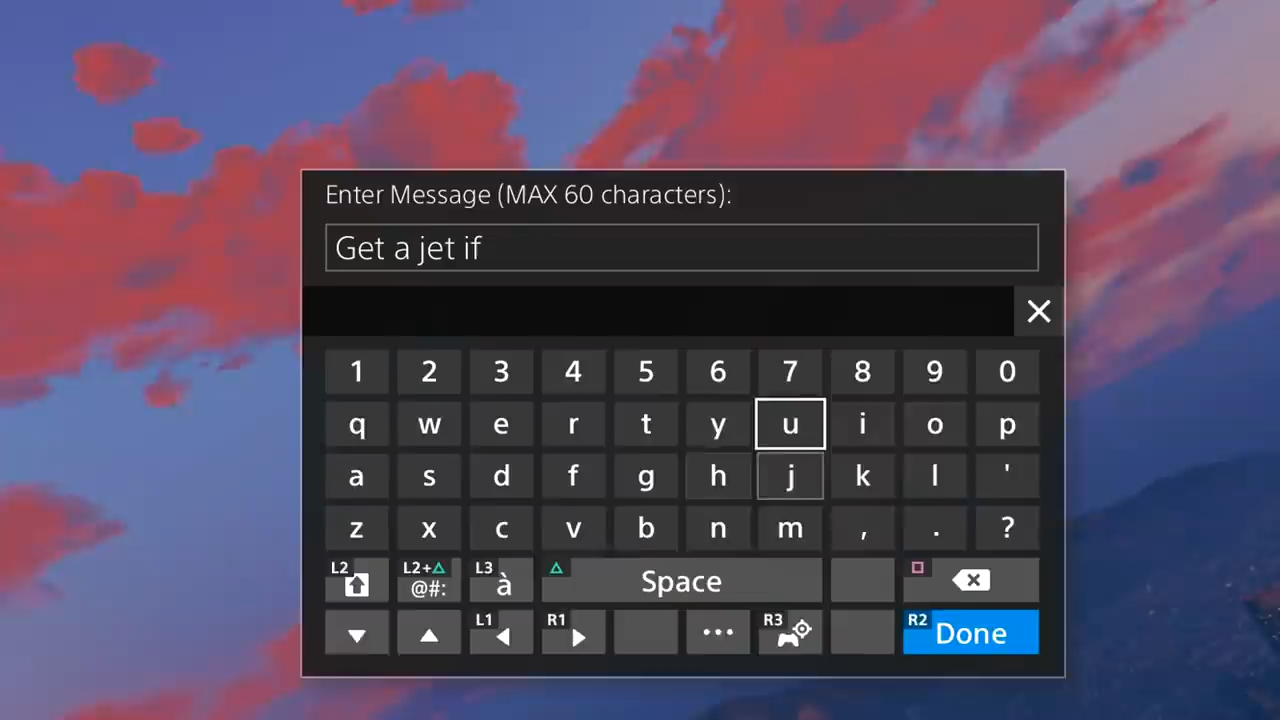 Enter Message (MAX 60 characters):
Get a jet if
1 2 3 4 5 6 7 8 9 0
q w e r t y u i o p
a s d f g h j k l '
z x c v b n m , . ?
L2 L2+△ @#: L3 à △ Space
L1 R1 ... R3 R2 Done